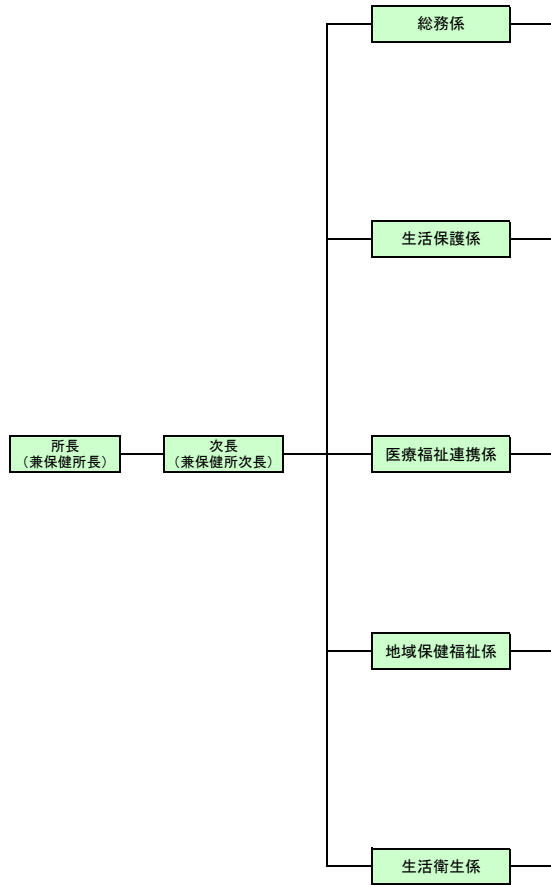 総務係
生活保護係
所長
（兼保健所長）
次長
（兼保健所次長）
医療福祉連携係
地域保健福祉係
生活衛生係